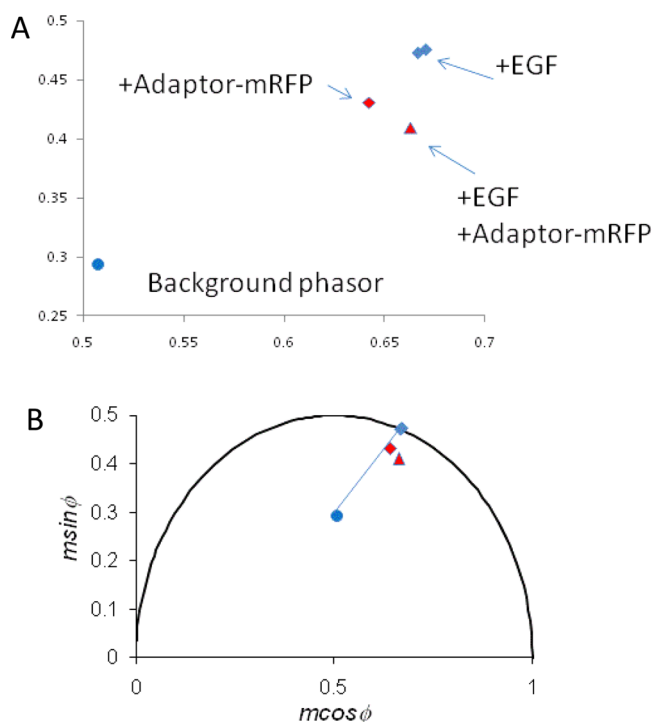 A
0.5
0.45
0.4
0.35
0.3
0.25
0.5
0.55
0.6
0.65
0.7
+Adaptor-mRFP
+EGF
+EGF
+Adaptor-mRFP
Background phasor
B
0.5
0.4
0.3
0.2
0.1
0
0
0.5
1
msinϕ
mcosϕ